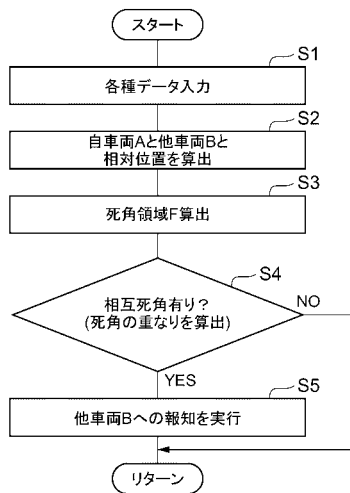 スタート
S1
各種データ入力
S2
自車両Aと他車両Bと
相対位置を算出
S3
死角領域F算出
S4
相互死角有り?
(死角の重なりを算出)
NO
YES
S5
他車両Bへの報知を実行
リターン